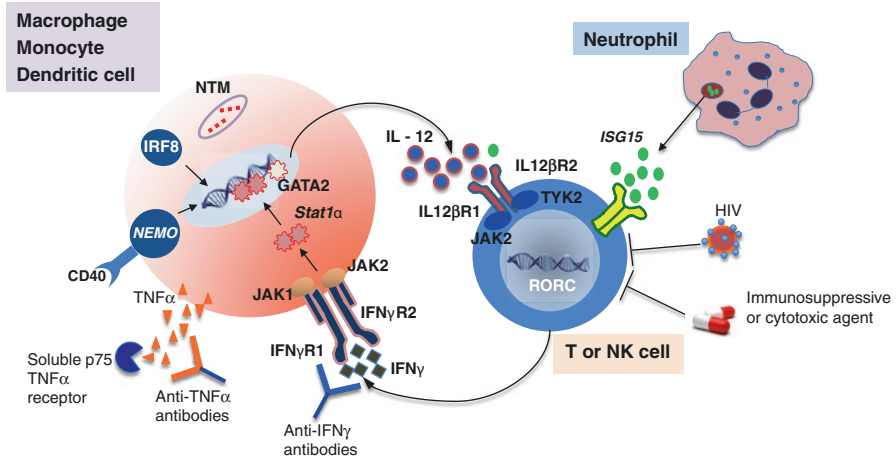 Macrophage
Monocyte
Dendritic cell
Neutrophil
NTM
IRF8
IL - 12
ISG15
IL12βR2
GATA2
TYK2
IL12βR1
Stat1α
NEMO
HIV
JAK2
CD40
JAK2
RORC
TNFα
JAK1
IFNγR2
Immunosuppressive
or cytotoxic agent
IFNγR1
T or NK cell
Soluble p75
TNFα
receptor
IFNγ
Anti-TNFα
antibodies
Anti-IFNγ
antibodies